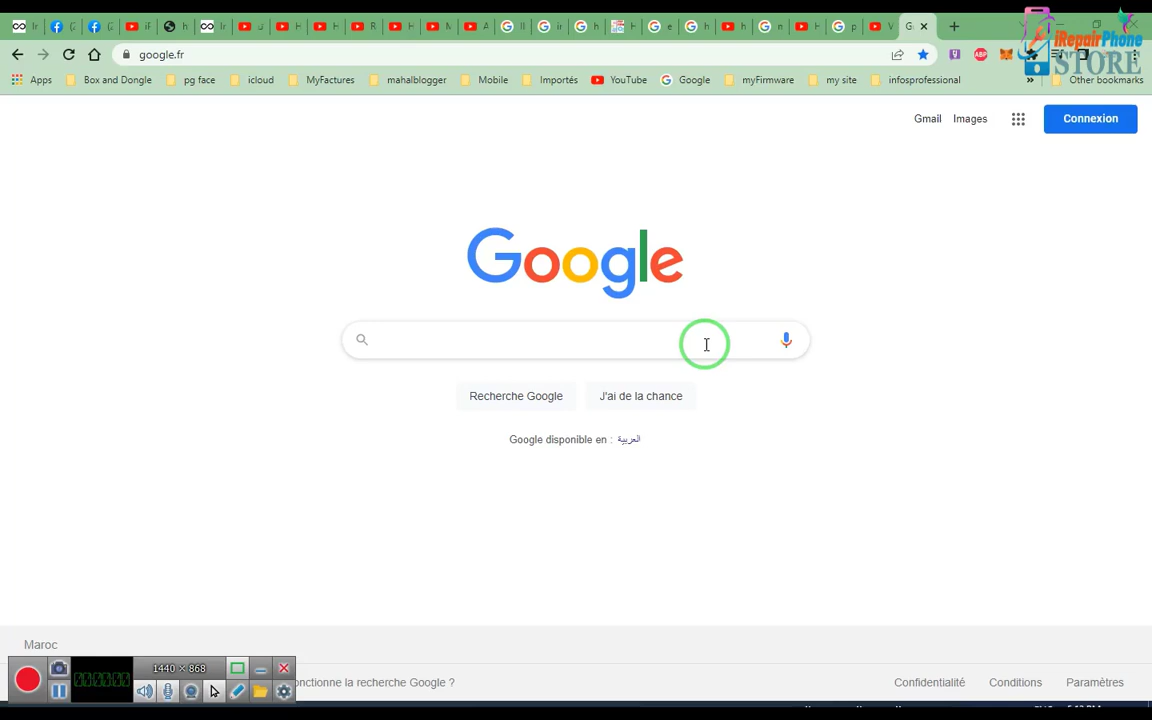 google.fr
iRepairPhone
STORE
Apps Box and Dongle pg face icloud MyFactures mahalblogger Mobile Importés YouTube Google myFirmware my site infosprofessional » Other bookmarks
Gmail Images Connexion
Google
Recherche Google J'ai de la chance
Google disponible en : العربية
Maroc
1440 × 868
000000
onctionne la recherche Google ? Conditions Paramètres
Confidentialité